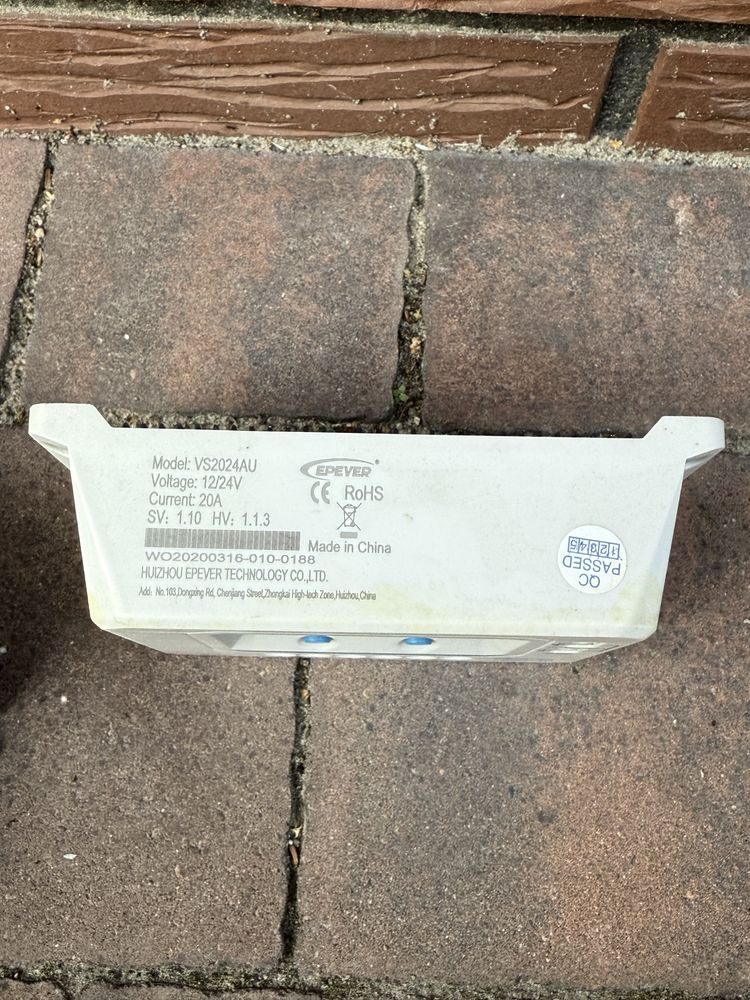 Model: VS2024AU
Voltage: 12/24V
Current: 20A
SV: 1.10 HV: 1.1.3
EPEVER
CE RoHS
Made in China
WO20200316-010-0188
HUIZHOU EPEVER TECHNOLOGY CO.,LTD.
Add: No.103,Dongxing Rd, Chenjiang Street,Zhongkai High-tech Zone,Huizhou,China
QC
PASSED
12345